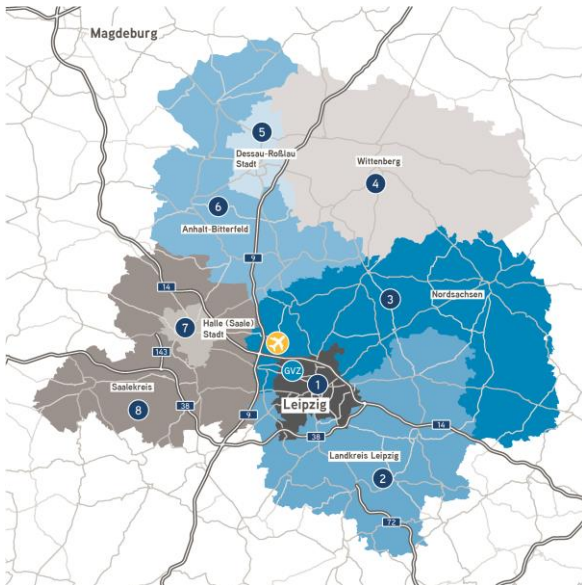 Magdeburg
5
Dessau-Roßlau
Stadt
Wittenberg
4
6
Anhalt-Bitterfeld
9
14
3
Nordsachsen
7
Halle (Saale)
Stadt
143
GVZ
1
Leipzig
Saalekreis
8
38
9
14
38
Landkreis Leipzig
2
72